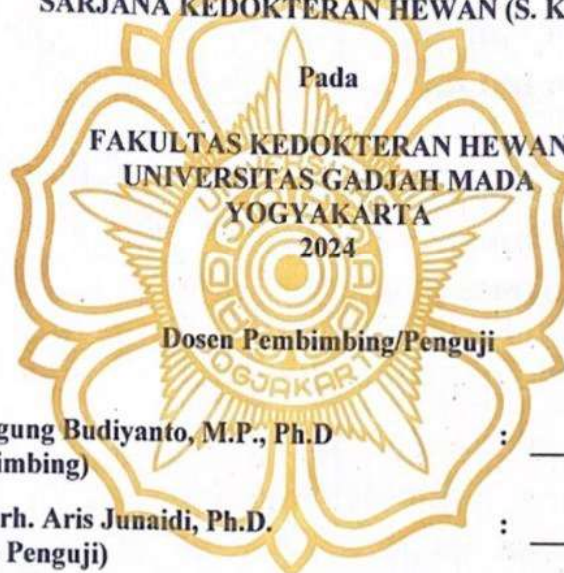 SARJANA KEDOKTERAN HEWAN (S. K
Pada
FAKULTAS KEDOKTERAN HEWAN
UNIVERSITAS GADJAH MADA
YOGYAKARTA
2024
Dosen Pembimbing/Penguji
gung Budiyanto, M.P., Ph.D :
imbing)
rh. Aris Junaidi, Ph.D. :
Penguji)